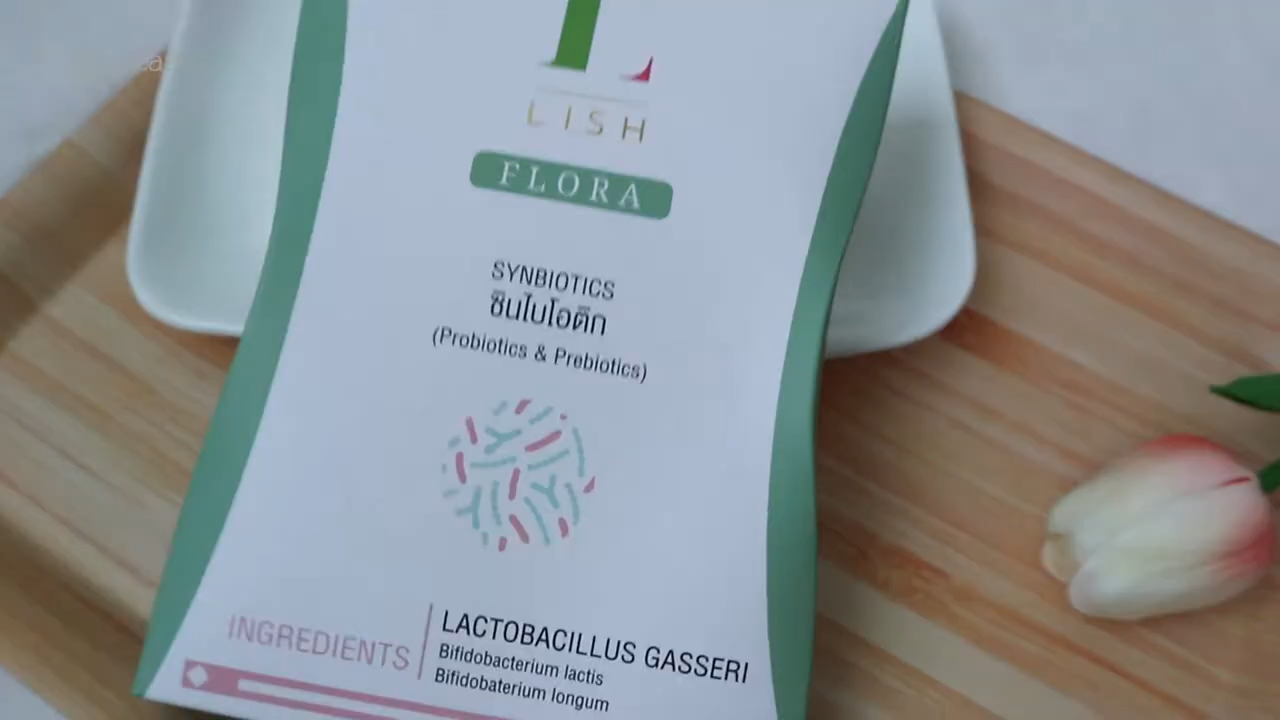 LISH
FLORA
SYNBIOTICS
ซินไบโอติก
(Probiotics & Prebiotics)
INGREDIENTS
LACTOBACILLUS GASSERI
Bifidobacterium lactis
Bifidobaterium longum